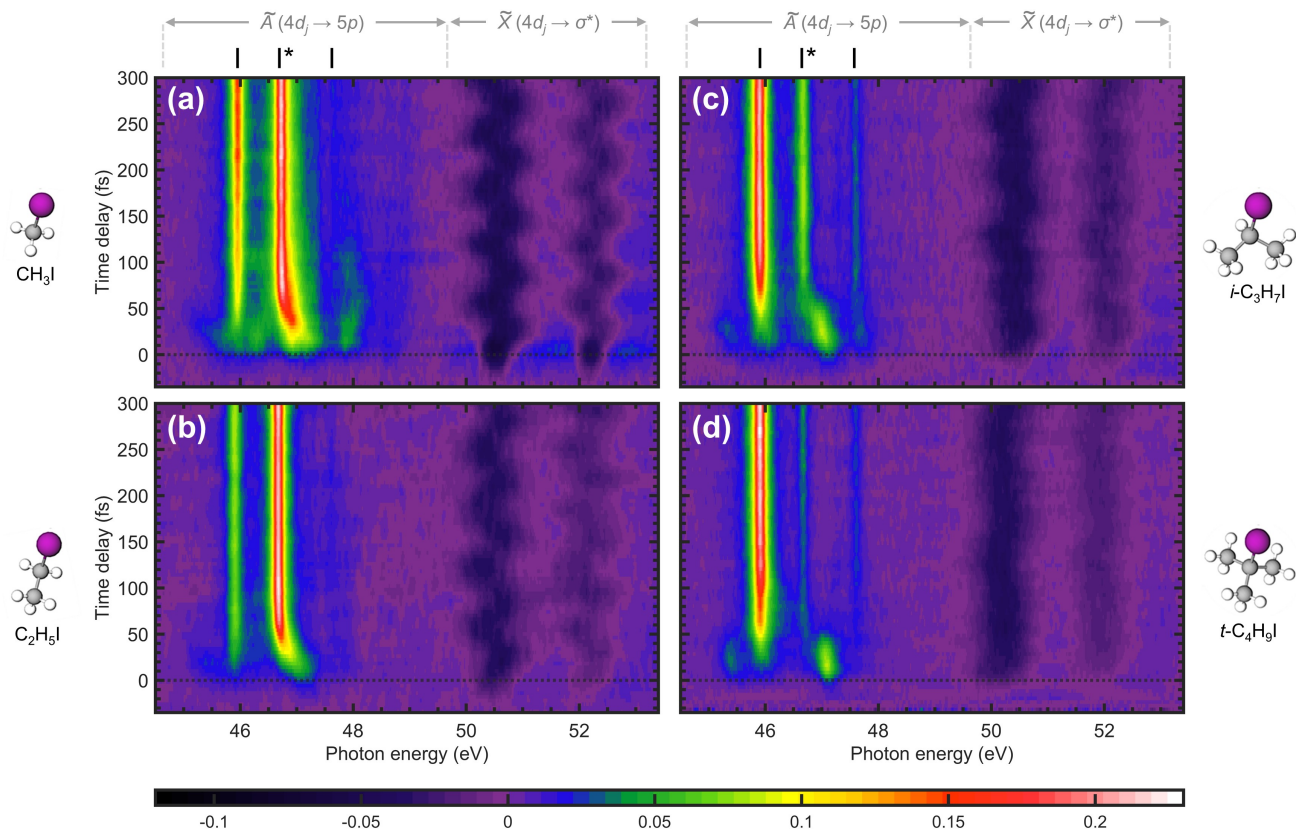 Ã (4dⱼ → 5p) X̃ (4dⱼ → σ*) Ã (4dⱼ → 5p) X̃ (4dⱼ → σ*)
* *
(a)
300
250
200
150
100
50
0
Time delay (fs)
CH₃I
(c)
i-C₃H₇I
(b)
300
250
200
150
100
50
0
Time delay (fs)
C₂H₅I
46 48 50 52
Photon energy (eV)
(d)
t-C₄H₉I
46 48 50 52
Photon energy (eV)
-0.1 -0.05 0 0.05 0.1 0.15 0.2